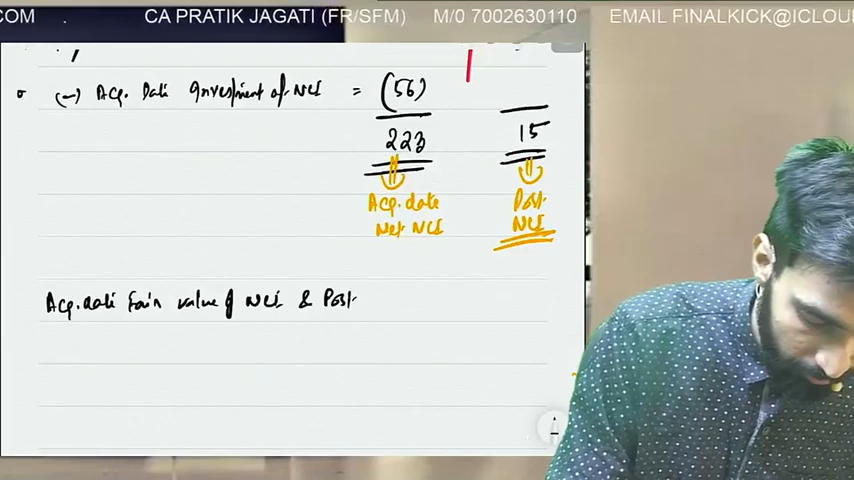 COM CA PRATIK JAGATI (FR/SFM) M/0 7002630110 EMAIL FINALKICK@ICLOU
(-) Acq. Date Investment of NCI = (56)
223 15
Acq. date Post
Net NCI NCI
Acq. date Fair value of NCI & Post